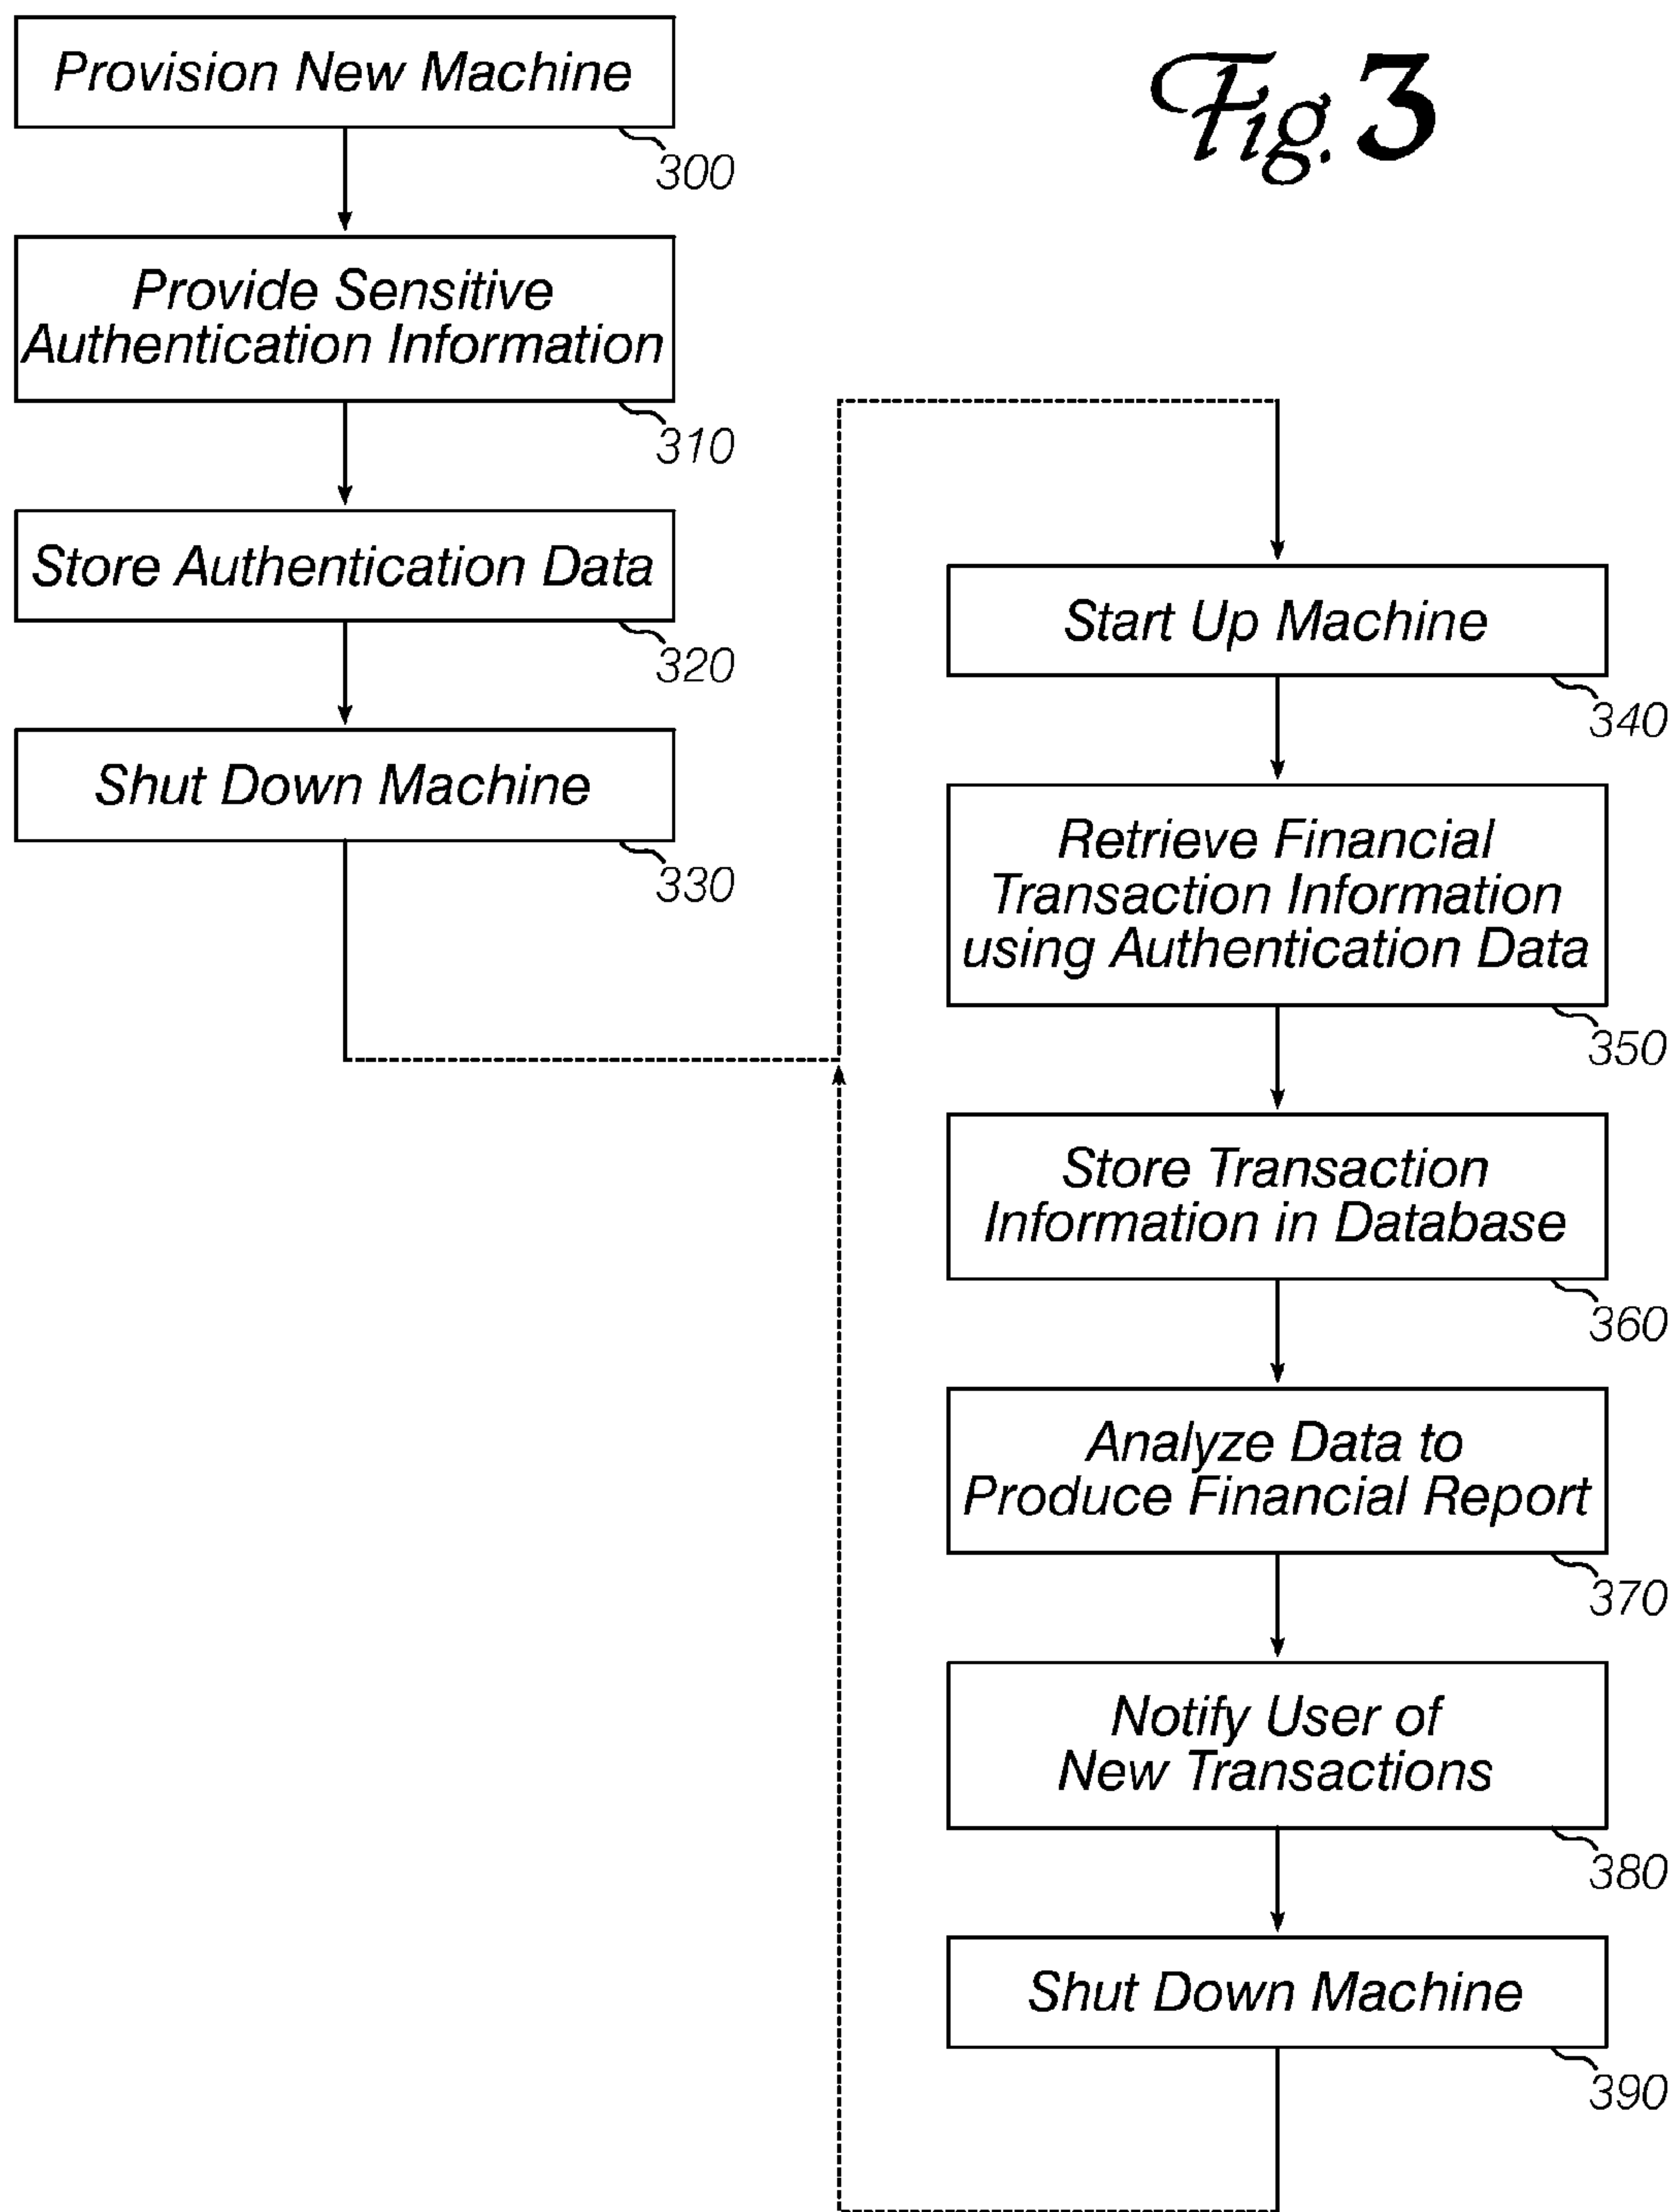 Fig. 3
Provision New Machine
300
Provide Sensitive
Authentication Information
310
Store Authentication Data
320
Shut Down Machine
330
Start Up Machine
340
Retrieve Financial
Transaction Information
using Authentication Data
350
Store Transaction
Information in Database
360
Analyze Data to
Produce Financial Report
370
Notify User of
New Transactions
380
Shut Down Machine
390